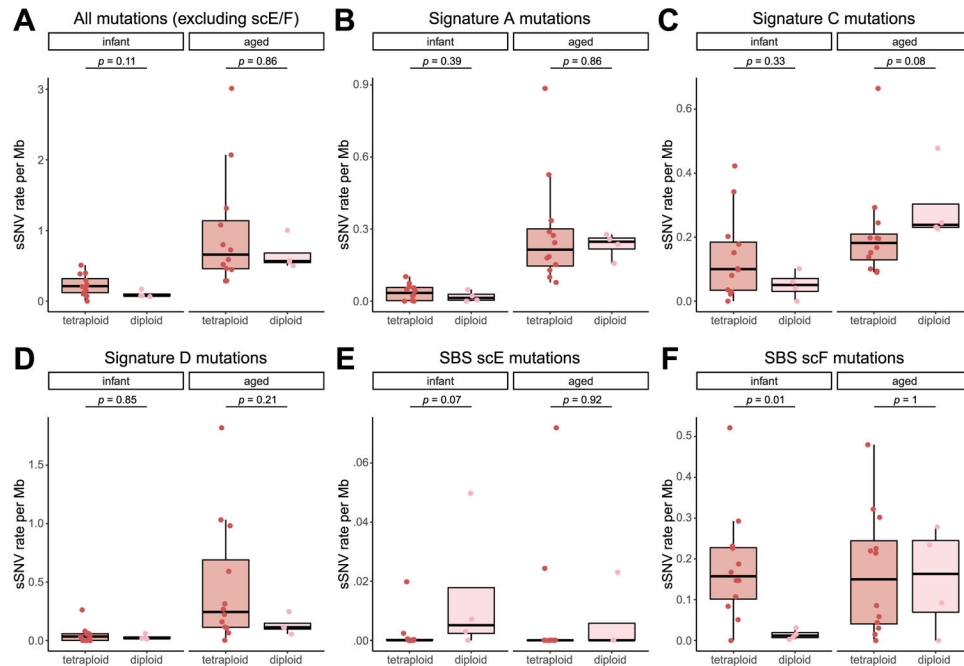 A All mutations (excluding scE/F)
infant aged
p = 0.11 p = 0.86
sSNV rate per Mb
3
2
1
0
tetraploid diploid tetraploid diploid
B Signature A mutations
infant aged
p = 0.39 p = 0.86
sSNV rate per Mb
0.9
0.6
0.3
0.0
tetraploid diploid tetraploid diploid
C Signature C mutations
infant aged
p = 0.33 p = 0.08
sSNV rate per Mb
0.6
0.4
0.2
0.0
tetraploid diploid tetraploid diploid
D Signature D mutations
infant aged
p = 0.85 p = 0.21
sSNV rate per Mb
1.5
1.0
0.5
0.0
tetraploid diploid tetraploid diploid
E SBS scE mutations
infant aged
p = 0.07 p = 0.92
sSNV rate per Mb
.06
.04
.02
.00
tetraploid diploid tetraploid diploid
F SBS scF mutations
infant aged
p = 0.01 p = 1
sSNV rate per Mb
0.5
0.4
0.3
0.2
0.1
0.0
tetraploid diploid tetraploid diploid